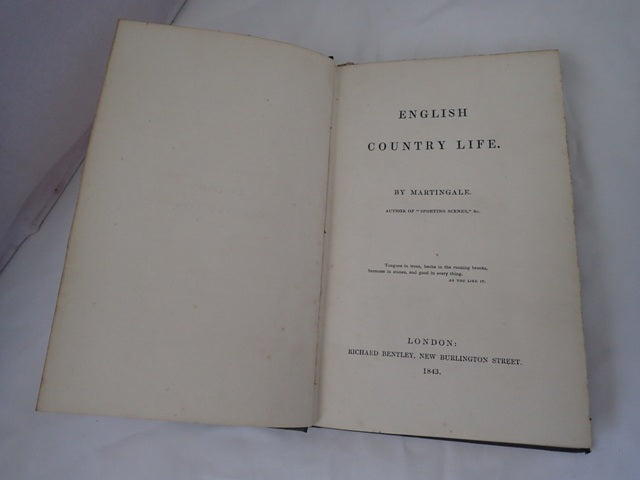 ENGLISH
COUNTRY LIFE.
BY MARTINGALE.
AUTHOR OF "SPORTING SCENES," &c.
Tongues in trees, books in the running brooks,
Sermons in stones, and good in every thing.
AS YOU LIKE IT.
LONDON:
RICHARD BENTLEY, NEW BURLINGTON STREET.
1843.